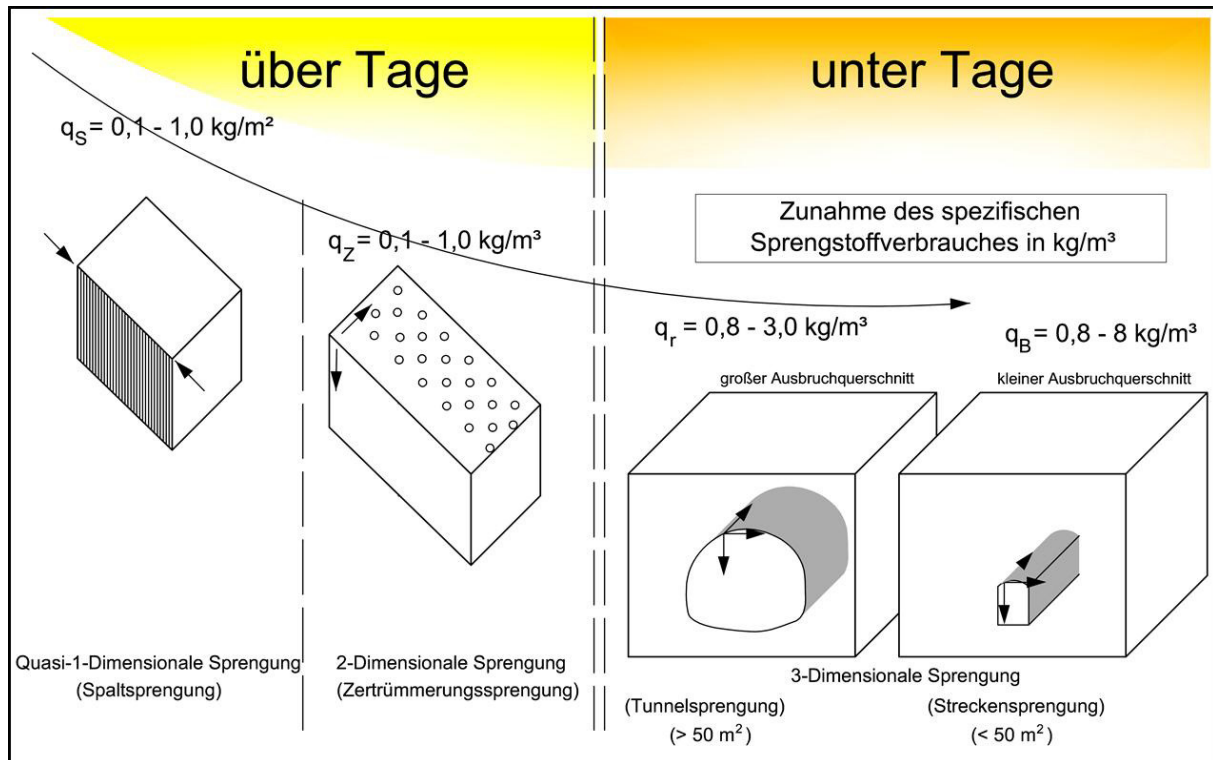 über Tage
unter Tage
qS = 0,1 - 1,0 kg/m²
qZ = 0,1 - 1,0 kg/m³
Zunahme des spezifischen
Sprengstoffverbrauches in kg/m³
qr = 0,8 - 3,0 kg/m³
qB = 0,8 - 8 kg/m³
großer Ausbruchquerschnitt
kleiner Ausbruchquerschnitt
Quasi-1-Dimensionale Sprengung
(Spaltsprengung)
2-Dimensionale Sprengung
(Zertrümmerungssprengung)
3-Dimensionale Sprengung
(Tunnelsprengung)
(> 50 m²)
(Streckensprengung)
(< 50 m²)